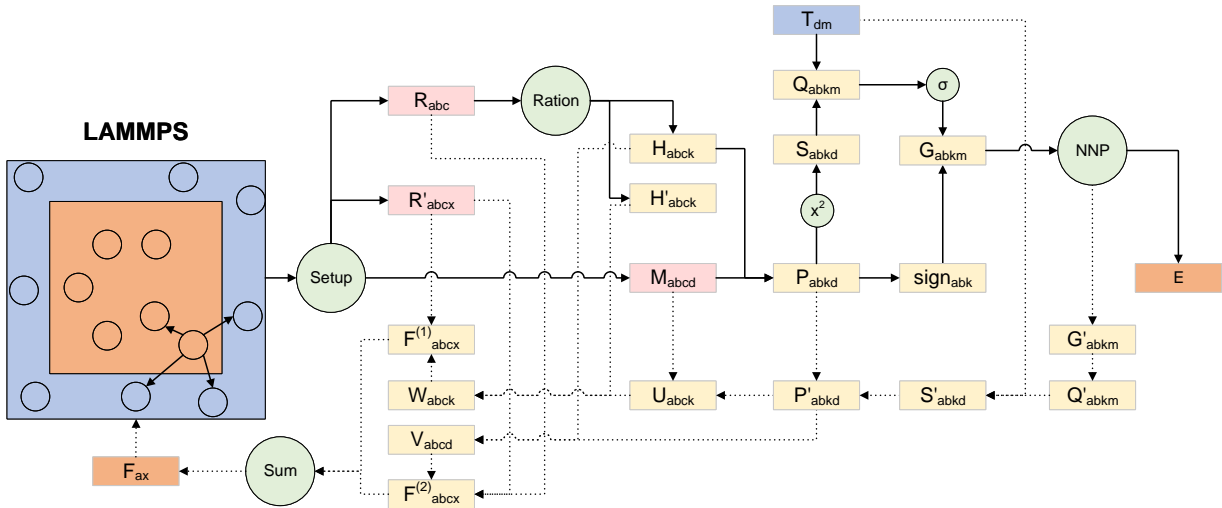 T_dm
R_abc
Ration
Q_abkm
σ
LAMMPS
H_abck
S_abkd
G_abkm
NNP
R'_abcx
H'_abck
x^2
Setup
M_abcd
P_abkd
sign_abk
E
F^(1)_abcx
G'_abkm
W_abck
U_abck
P'_abkd
S'_abkd
Q'_abkm
V_abcd
F_ax
Sum
F^(2)_abcx